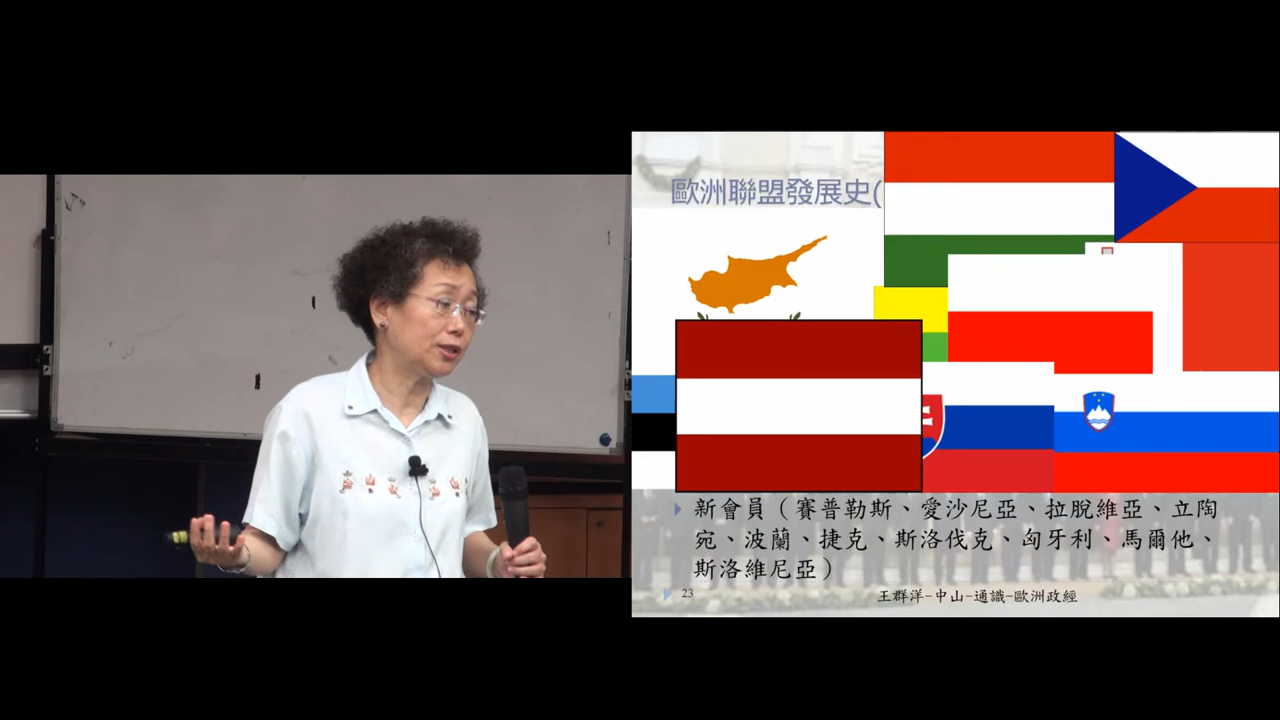 歐洲聯盟發展史(
新會員（賽普勒斯、愛沙尼亞、拉脫維亞、立陶
宛、波蘭、捷克、斯洛伐克、匈牙利、馬爾他、
斯洛維尼亞）
23
王群洋-中山-通識-歐洲政經